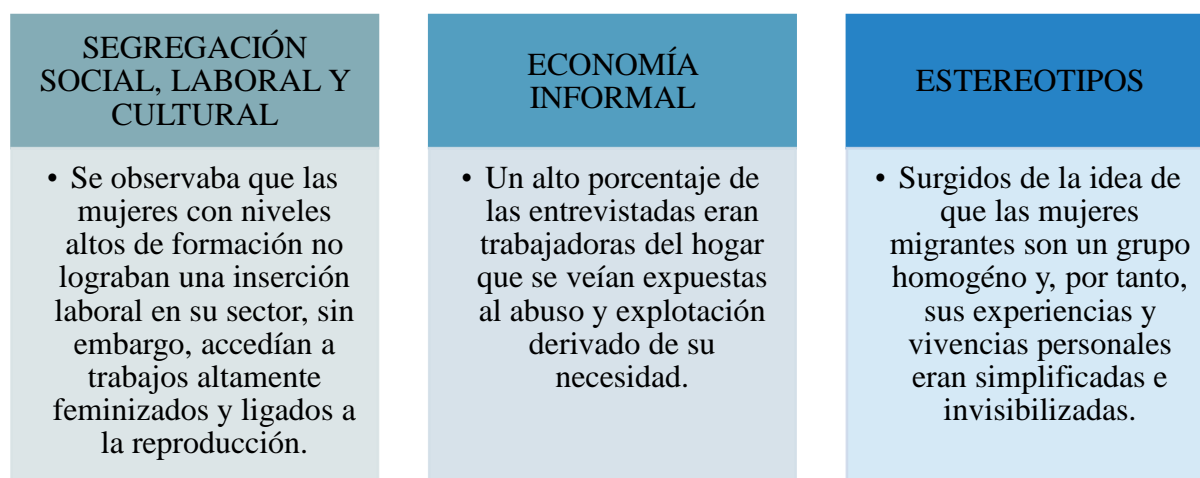 SEGREGACIÓN
SOCIAL, LABORAL Y
CULTURAL
• Se observaba que las
mujeres con niveles
altos de formación no
lograban una inserción
laboral en su sector, sin
embargo, accedían a
trabajos altamente
feminizados y ligados a
la reproducción.
ECONOMÍA
INFORMAL
• Un alto porcentaje de
las entrevistadas eran
trabajadoras del hogar
que se veían expuestas
al abuso y explotación
derivado de su
necesidad.
ESTEREOTIPOS
• Surgidos de la idea de
que las mujeres
migrantes son un grupo
homogéno y, por tanto,
sus experiencias y
vivencias personales
eran simplificadas e
invisibilizadas.